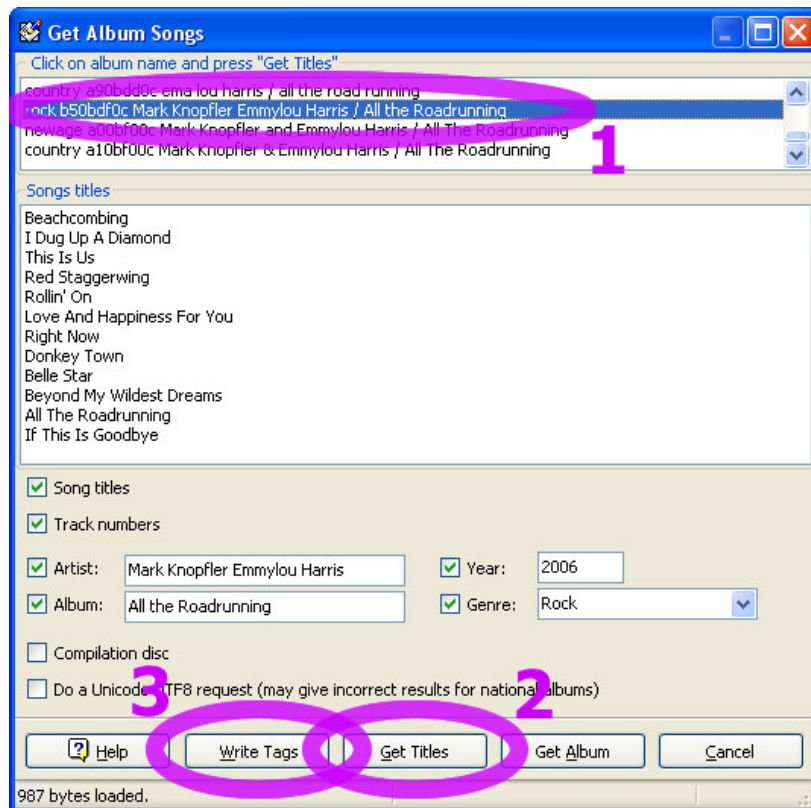 Get Album Songs
Click on album name and press "Get Titles"
country a90bdd0c ema lou harris / all the road running
rock b50bdf0c Mark Knopfler Emmylou Harris / All the Roadrunning
newage a00bf00c Mark Knopfler and Emmylou Harris / All The Roadrunning
country a10bf00c Mark Knopfler & Emmylou Harris / All The Roadrunning
1
Songs titles
Beachcombing
I Dug Up A Diamond
This Is Us
Red Staggerwing
Rollin' On
Love And Happiness For You
Right Now
Donkey Town
Belle Star
Beyond My Wildest Dreams
All The Roadrunning
If This Is Goodbye
Song titles
Track numbers
Artist: Mark Knopfler Emmylou Harris Year: 2006
Album: All the Roadrunning Genre: Rock
Compilation disc
Do a Unicode UTF8 request (may give incorrect results for national albums)
3 2
Help Write Tags Get Titles Get Album Cancel
987 bytes loaded.